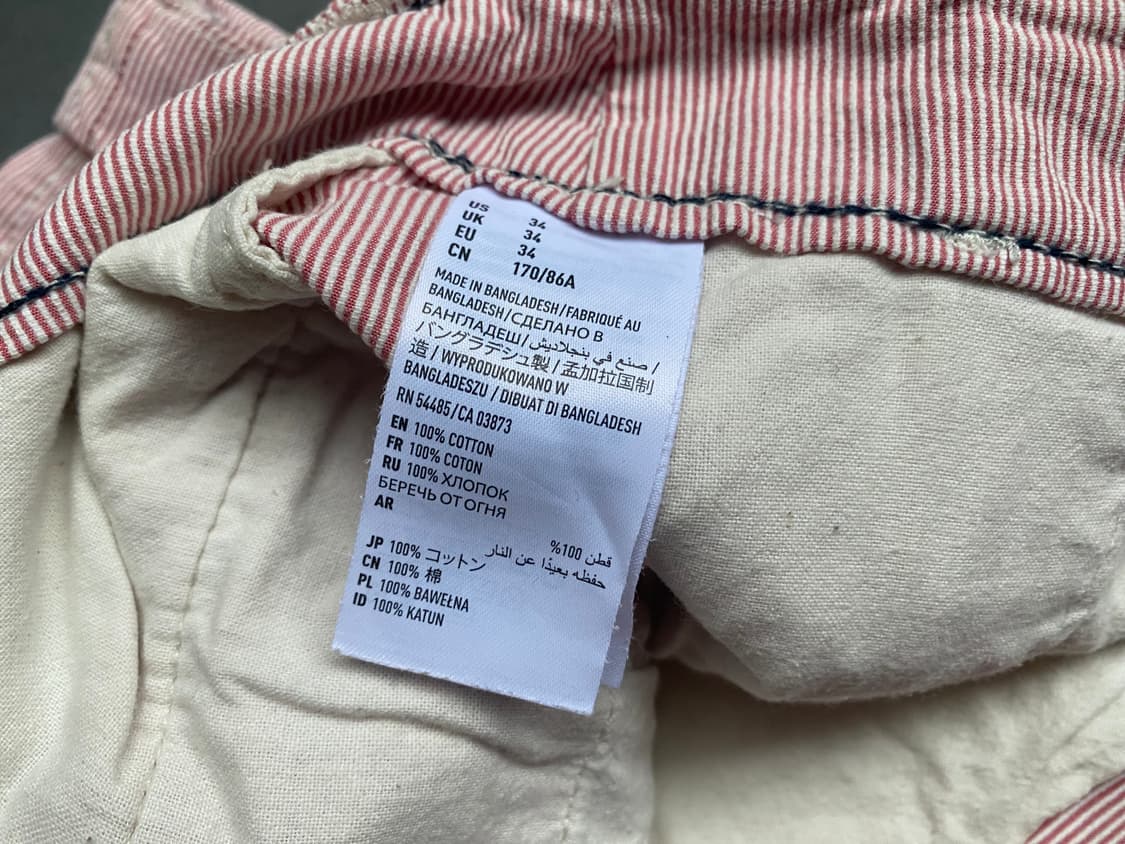 US 34
UK 34
EU 34
CN 170/86A
MADE IN BANGLADESH/FABRIQUÉ AU
BANGLADESH/СДЕЛАНО В
БАНГЛАДЕШ/صنع في بنجلاديش/
バングラデシュ製/孟加拉国制
造/WYPRODUKOWANO W
BANGLADESZU/DIBUAT DI BANGLADESH
RN 54485/CA 03873
EN 100% COTTON
FR 100% COTON
RU 100% ХЛОПОК
БЕРЕЧЬ ОТ ОГНЯ
AR
قطن 100%
حفظه بعيدًا عن النار
JP 100% コットン
CN 100% 棉
PL 100% BAWEŁNA
ID 100% KATUN